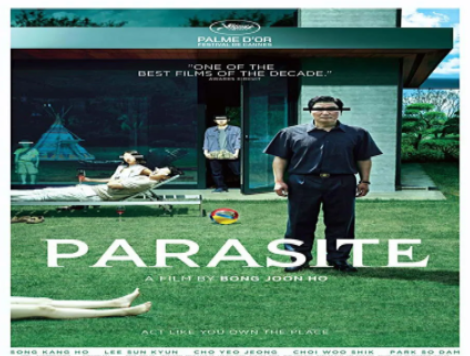 PALME D'OR
FESTIVAL DE CANNES
"ONE OF THE
BEST FILMS OF THE DECADE."
AWARDS CIRCUIT
PARASITE
A FILM BY BONG JOON HO
ACT LIKE YOU OWN THE PLACE
SONG KANG HO LEE SUN KYUN CHO YEO JEONG CHOI WOO SHIK PARK SO DAM